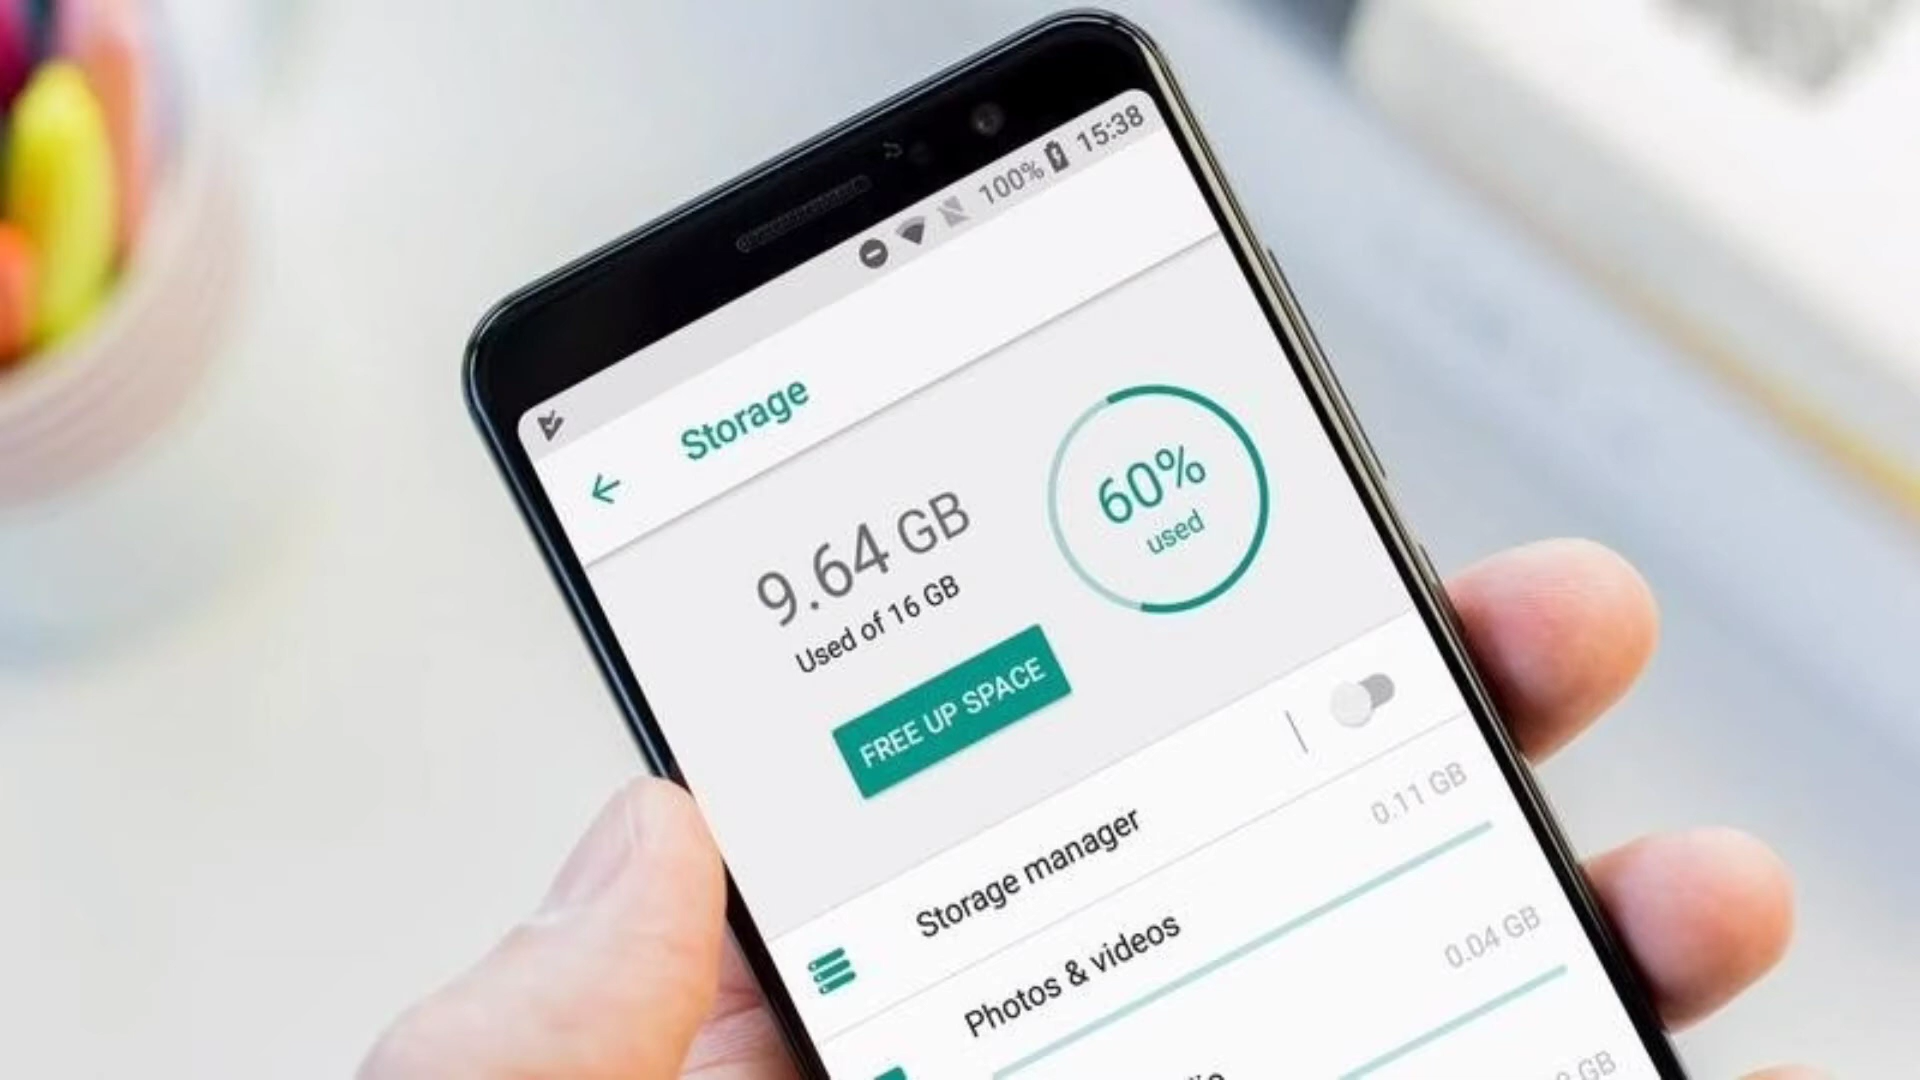 100% 15:38
Storage
9.64 GB
Used of 16 GB
60%
used
FREE UP SPACE
Storage manager
Photos & videos
0.11 GB
0.04 GB
GB